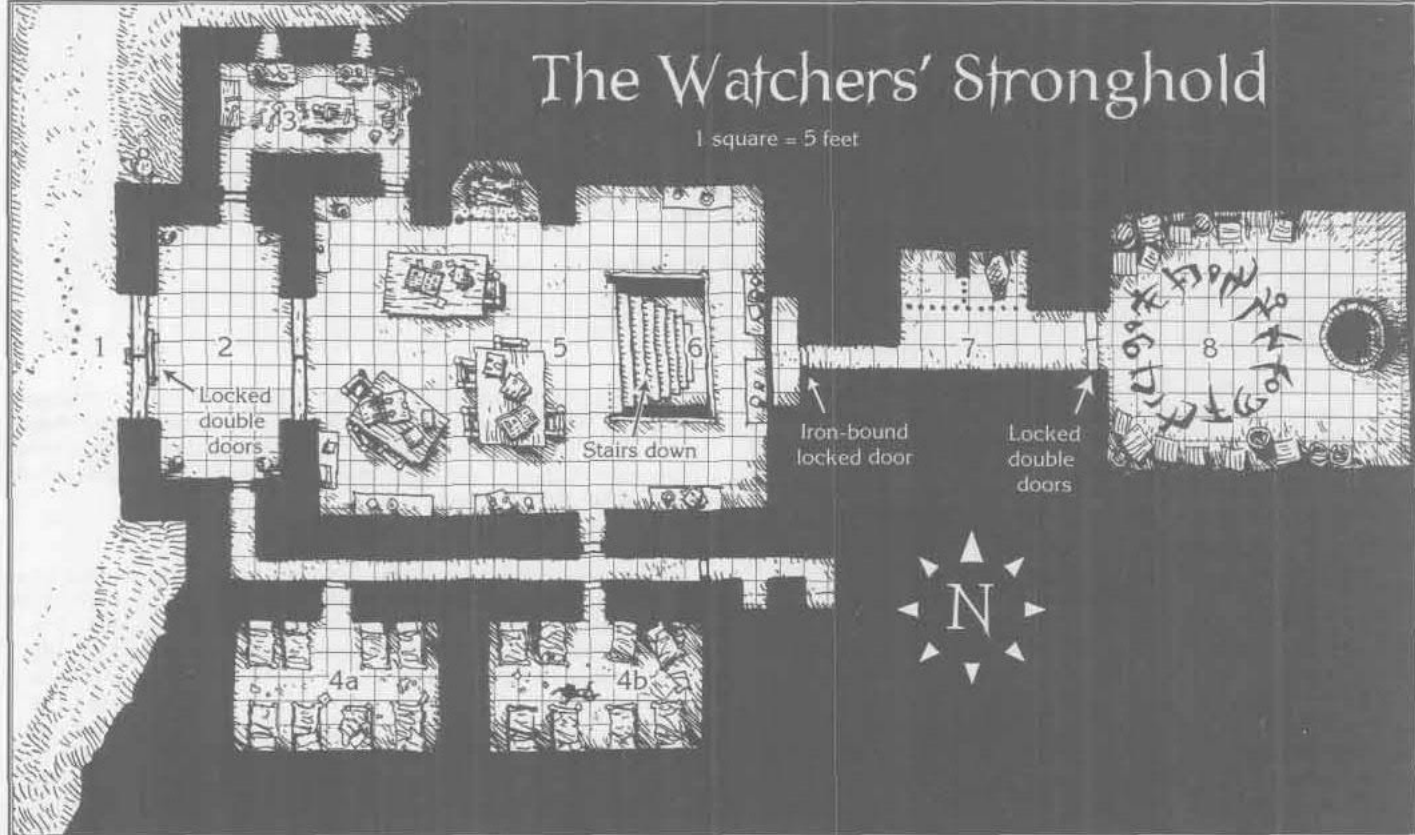 The Watchers' Stronghold
1 square = 5 feet
3
1
2
5
6
7
8
Locked
double
doors
Stairs down
Iron-bound
locked door
Locked
double
doors
4a
4b
N